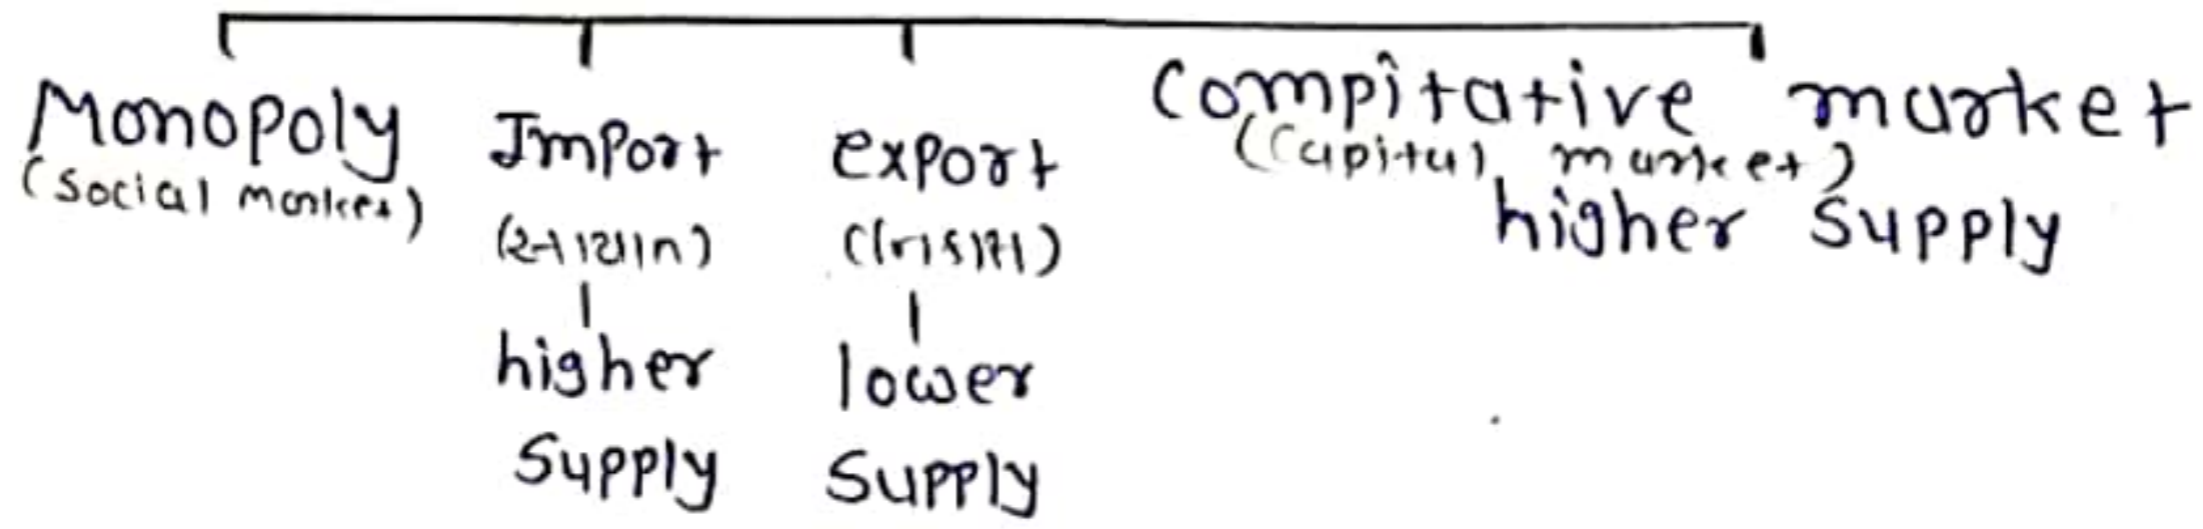 Monopoly
(Social market)
Import
higher
Supply
export
lower
Supply
Compitative market
(Capital market)
higher Supply